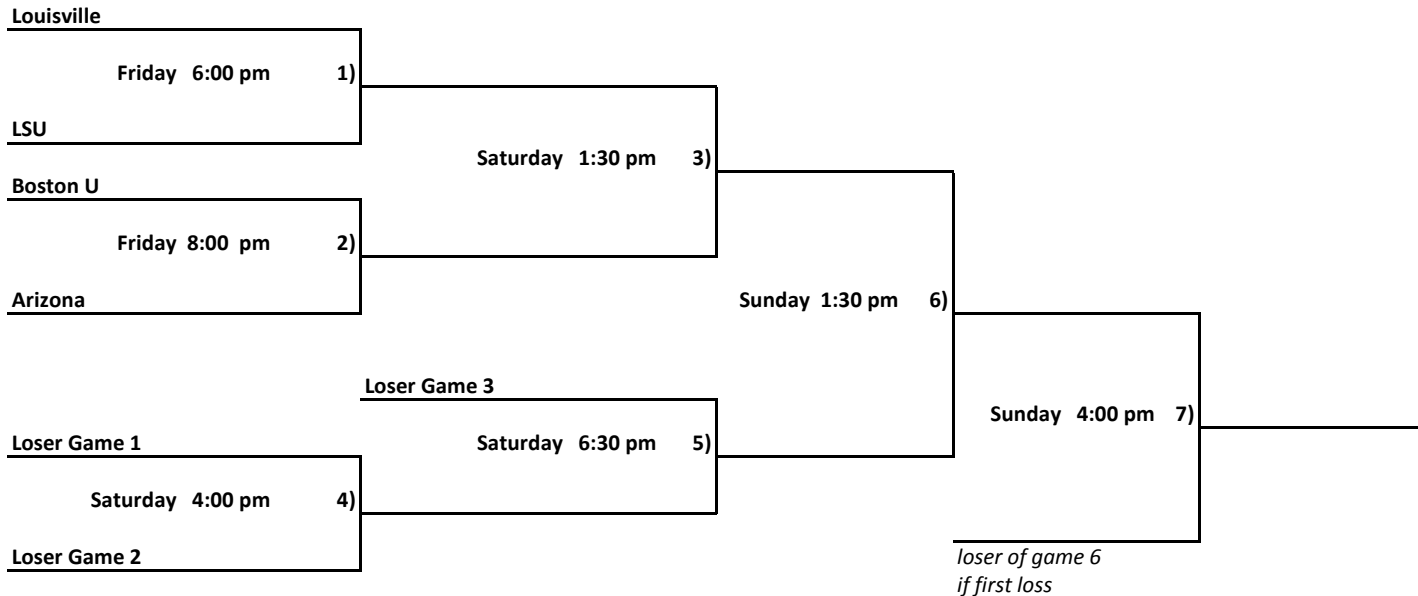 Louisville
Friday 6:00 pm 1)
LSU
Saturday 1:30 pm 3)
Boston U
Friday 8:00 pm 2)
Arizona
Sunday 1:30 pm 6)
Loser Game 3
Sunday 4:00 pm 7)
Loser Game 1
Saturday 6:30 pm 5)
Saturday 4:00 pm 4)
Loser Game 2
loser of game 6
if first loss